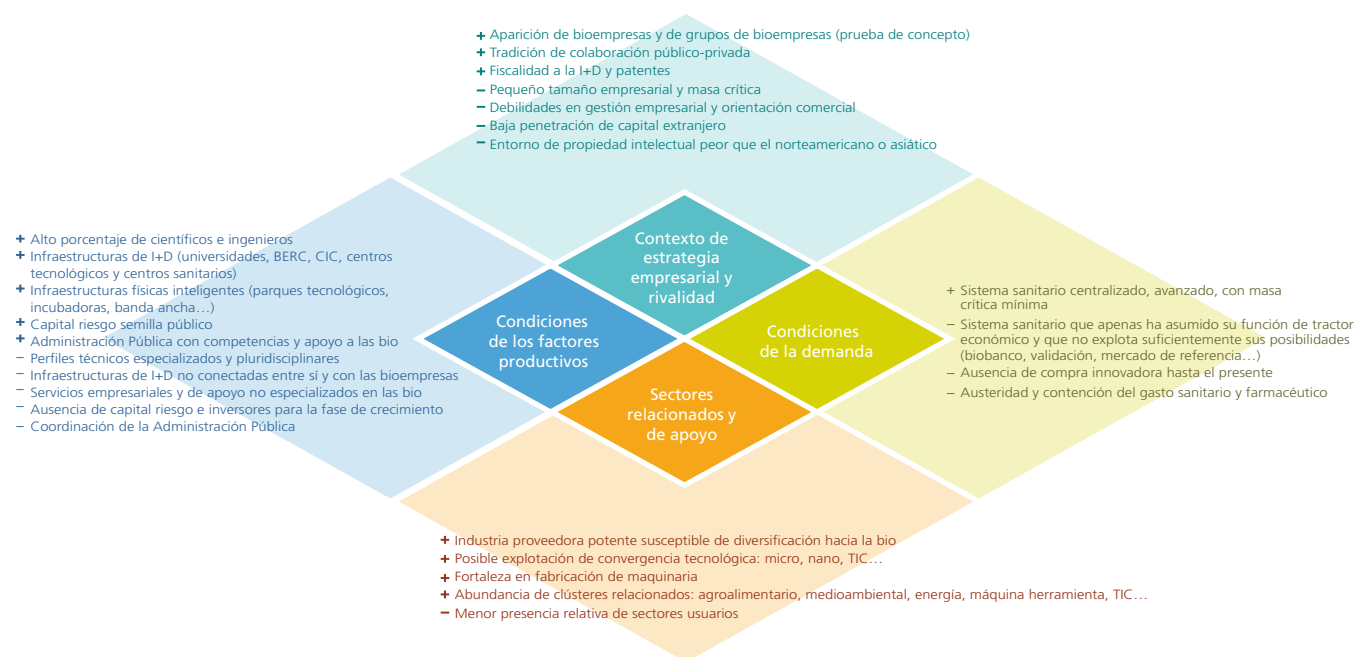 + Aparición de bioempresas y de grupos de bioempresas (prueba de concepto)
+ Tradición de colaboración público-privada
+ Fiscalidad a la I+D y patentes
− Pequeño tamaño empresarial y masa crítica
− Debilidades en gestión empresarial y orientación comercial
− Baja penetración de capital extranjero
− Entorno de propiedad intelectual peor que el norteamericano o asiático
+ Alto porcentaje de científicos e ingenieros
+ Infraestructuras de I+D (universidades, BERC, CIC, centros
tecnológicos y centros sanitarios)
+ Infraestructuras físicas inteligentes (parques tecnológicos,
incubadoras, banda ancha…)
+ Capital riesgo semilla público
+ Administración Pública con competencias y apoyo a las bio
− Perfiles técnicos especializados y pluridisciplinares
− Infraestructuras de I+D no conectadas entre sí y con las bioempresas
− Servicios empresariales y de apoyo no especializados en las bio
− Ausencia de capital riesgo e inversores para la fase de crecimiento
− Coordinación de la Administración Pública
Contexto de
estrategia
empresarial y
rivalidad
Condiciones
de los factores
productivos
Condiciones
de la demanda
Sectores
relacionados y
de apoyo
+ Sistema sanitario centralizado, avanzado, con masa
crítica mínima
− Sistema sanitario que apenas ha asumido su función de tractor
económico y que no explota suficientemente sus posibilidades
(biobanco, validación, mercado de referencia…)
− Ausencia de compra innovadora hasta el presente
− Austeridad y contención del gasto sanitario y farmacéutico
+ Industria proveedora potente susceptible de diversificación hacia la bio
+ Posible explotación de convergencia tecnológica: micro, nano, TIC…
+ Fortaleza en fabricación de maquinaria
+ Abundancia de clústeres relacionados: agroalimentario, medioambiental, energía, máquina herramienta, TIC…
− Menor presencia relativa de sectores usuarios